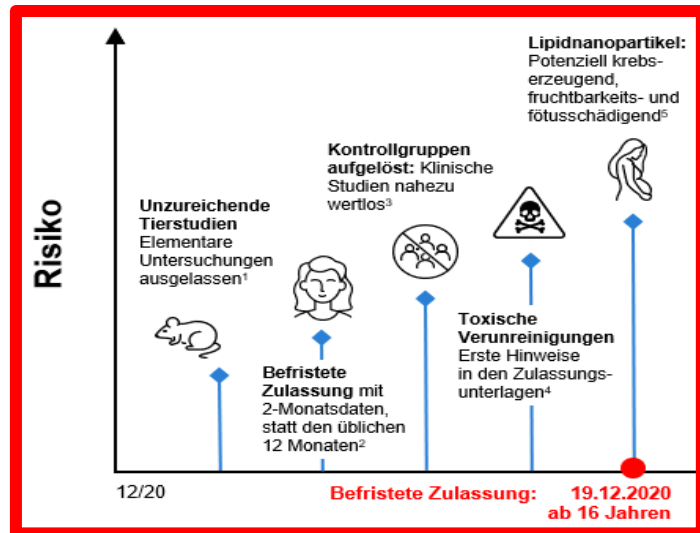 Risiko
Unzureichende
Tierstudien
Elementare
Untersuchungen
ausgelassen¹
Befristete
Zulassung mit
2-Monatsdaten,
statt den üblichen
12 Monaten²
Kontrollgruppen
aufgelöst: Klinische
Studien nahezu
wertlos³
Toxische
Verunreinigungen
Erste Hinweise
in den Zulassungs-
unterlagen⁴
Lipidnanopartikel:
Potenziell krebs-
erzeugend,
fruchtbarkeits- und
fötusschädigend⁵
12/20
Befristete Zulassung: 19.12.2020
ab 16 Jahren